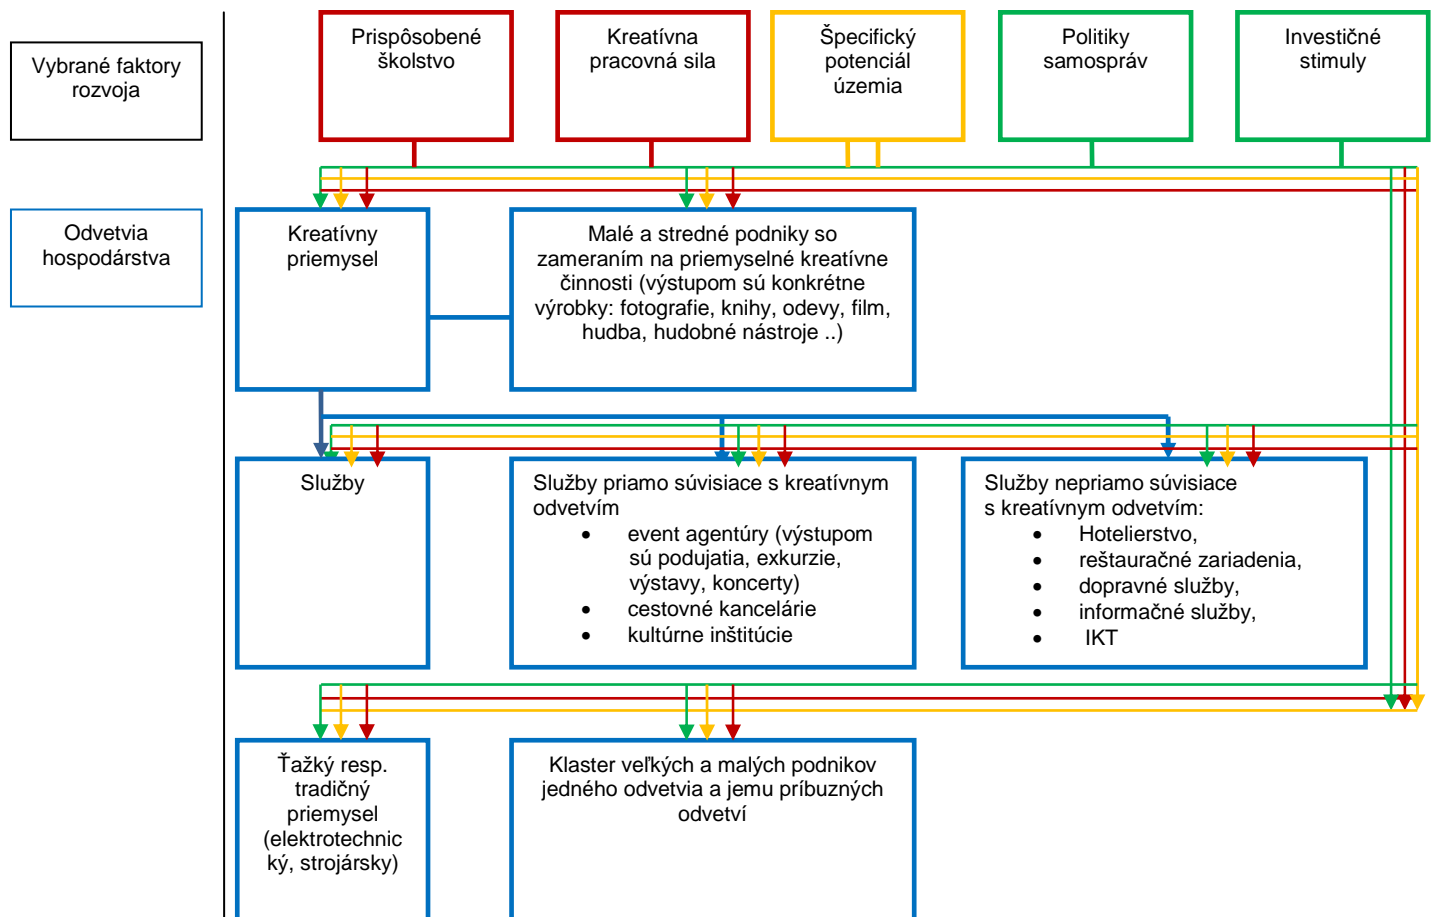 Vybrané faktory
rozvoja
Prispôsobené
školstvo
Kreatívna
pracovná sila
Špecifický
potenciál
územia
Politiky
samospráv
Investičné
stimuly
Odvetvia
hospodárstva
Kreatívny
priemysel
Malé a stredné podniky so
zameraním na priemyselné kreatívne
činnosti (výstupom sú konkrétne
výrobky: fotografie, knihy, odevy, film,
hudba, hudobné nástroje ..)
Služby
Služby priamo súvisiace s kreatívnym
odvetvím
• event agentúry (výstupom
sú podujatia, exkurzie,
výstavy, koncerty)
• cestovné kancelárie
• kultúrne inštitúcie
Služby nepriamo súvisiace
s kreatívnym odvetvím:
• Hotelierstvo,
• reštauračné zariadenia,
• dopravné služby,
• informačné služby,
• IKT
Ťažký resp.
tradičný
priemysel
(elektrotechnic
ký, strojársky)
Klaster veľkých a malých podnikov
jedného odvetvia a jemu príbuzných
odvetví